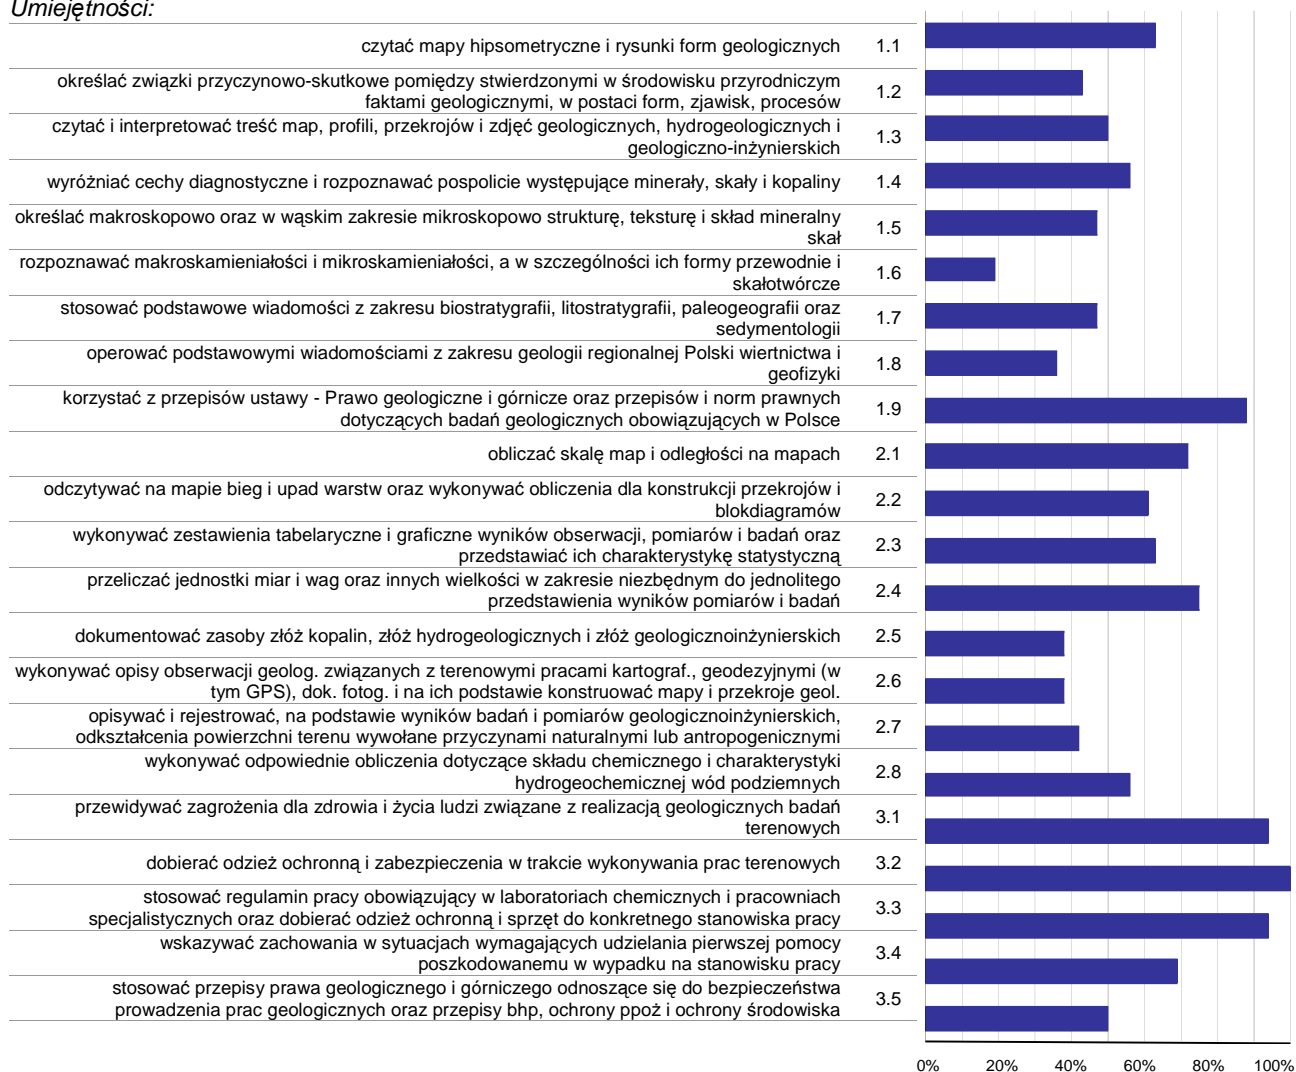 Umiejętności:
czytać mapy hipsometryczne i rysunki form geologicznych 1.1
określać związki przyczynowo-skutkowe pomiędzy stwierdzonymi w środowisku przyrodniczym
faktami geologicznymi, w postaci form, zjawisk, procesów 1.2
czytać i interpretować treść map, profili, przekrojów i zdjęć geologicznych, hydrogeologicznych i
geologiczno-inżynierskich 1.3
wyróżniać cechy diagnostyczne i rozpoznawać pospolicie występujące minerały, skały i kopaliny 1.4
określać makroskopowo oraz w wąskim zakresie mikroskopowo strukturę, teksturę i skład mineralny
skał 1.5
rozpoznawać makroskamieniałości i mikroskamieniałości, a w szczególności ich formy przewodnie i
skałotwórcze 1.6
stosować podstawowe wiadomości z zakresu biostratygrafii, litostratygrafii, paleogeografii oraz
sedymentologii 1.7
operować podstawowymi wiadomościami z zakresu geologii regionalnej Polski wiertnictwa i
geofizyki 1.8
korzystać z przepisów ustawy - Prawo geologiczne i górnicze oraz przepisów i norm prawnych
dotyczących badań geologicznych obowiązujących w Polsce 1.9
obliczać skalę map i odległości na mapach 2.1
odczytywać na mapie bieg i upad warstw oraz wykonywać obliczenia dla konstrukcji przekrojów i
blokdiagramów 2.2
wykonywać zestawienia tabelaryczne i graficzne wyników obserwacji, pomiarów i badań oraz
przedstawiać ich charakterystykę statystyczną 2.3
przeliczać jednostki miar i wag oraz innych wielkości w zakresie niezbędnym do jednolitego
przedstawienia wyników pomiarów i badań 2.4
dokumentować zasoby złóż kopalin, złóż hydrogeologicznych i złóż geologicznoinżynierskich 2.5
wykonywać opisy obserwacji geolog. związanych z terenowymi pracami kartograf., geodezyjnymi (w
tym GPS), dok. fotog. i na ich podstawie konstruować mapy i przekroje geol. 2.6
opisywać i rejestrować, na podstawie wyników badań i pomiarów geologicznoinżynierskich,
odkształcenia powierzchni terenu wywołane przyczynami naturalnymi lub antropogenicznymi 2.7
wykonywać odpowiednie obliczenia dotyczące składu chemicznego i charakterystyki
hydrogeochemicznej wód podziemnych 2.8
przewidywać zagrożenia dla zdrowia i życia ludzi związane z realizacją geologicznych badań
terenowych 3.1
dobierać odzież ochronną i zabezpieczenia w trakcie wykonywania prac terenowych 3.2
stosować regulamin pracy obowiązujący w laboratoriach chemicznych i pracowniach
specjalistycznych oraz dobierać odzież ochronną i sprzęt do konkretnego stanowiska pracy 3.3
wskazywać zachowania w sytuacjach wymagających udzielania pierwszej pomocy
poszkodowanemu w wypadku na stanowisku pracy 3.4
stosować przepisy prawa geologicznego i górniczego odnoszące się do bezpieczeństwa
prowadzenia prac geologicznych oraz przepisy bhp, ochrony ppoż i ochrony środowiska 3.5
0% 20% 40% 60% 80% 100%